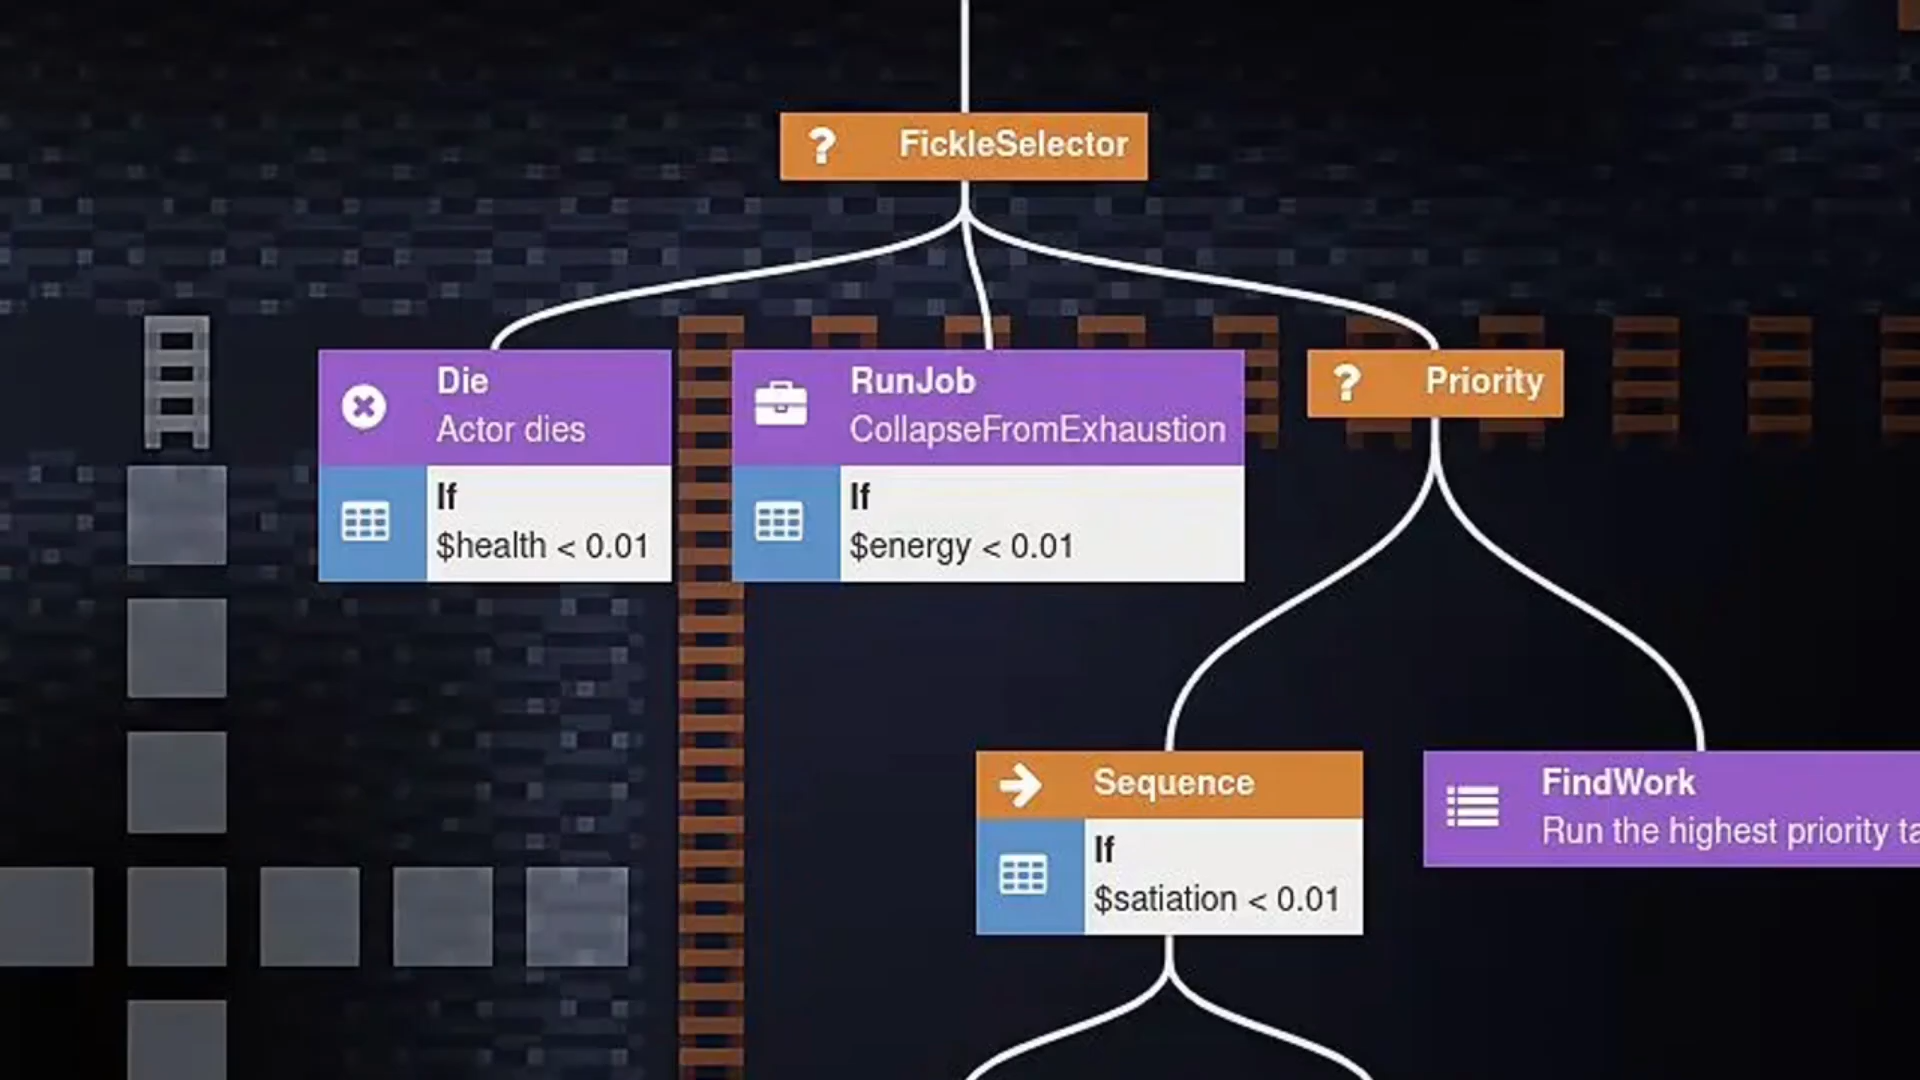 FickleSelector
Die
Actor dies
If
$health < 0.01
RunJob
CollapseFromExhaustion
If
$energy < 0.01
Priority
Sequence
If
$satiation < 0.01
FindWork
Run the highest priority